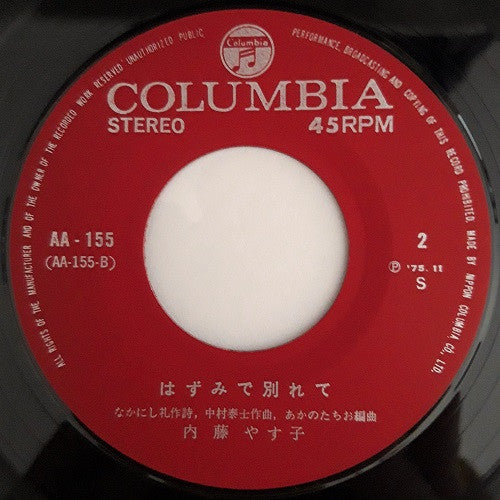 ALL RIGHTS OF THE MANUFACTURER AND OF THE OWNER OF THE RECORDED WORK RESERVED UNAUTHORIZED PUBLIC PERFORMANCE, BROADCASTING AND COPYING OF THIS RECORD PROHIBITED. MADE BY NIPPON COLUMBIA CO., LTD.
Columbia
COLUMBIA
STEREO 45RPM
AA-155 2
(AA-155-B) Ⓟ '75.11
S
はずみで別れて
なかにし礼作詩, 中村泰士作曲, あかのたちお編曲
内藤やす子